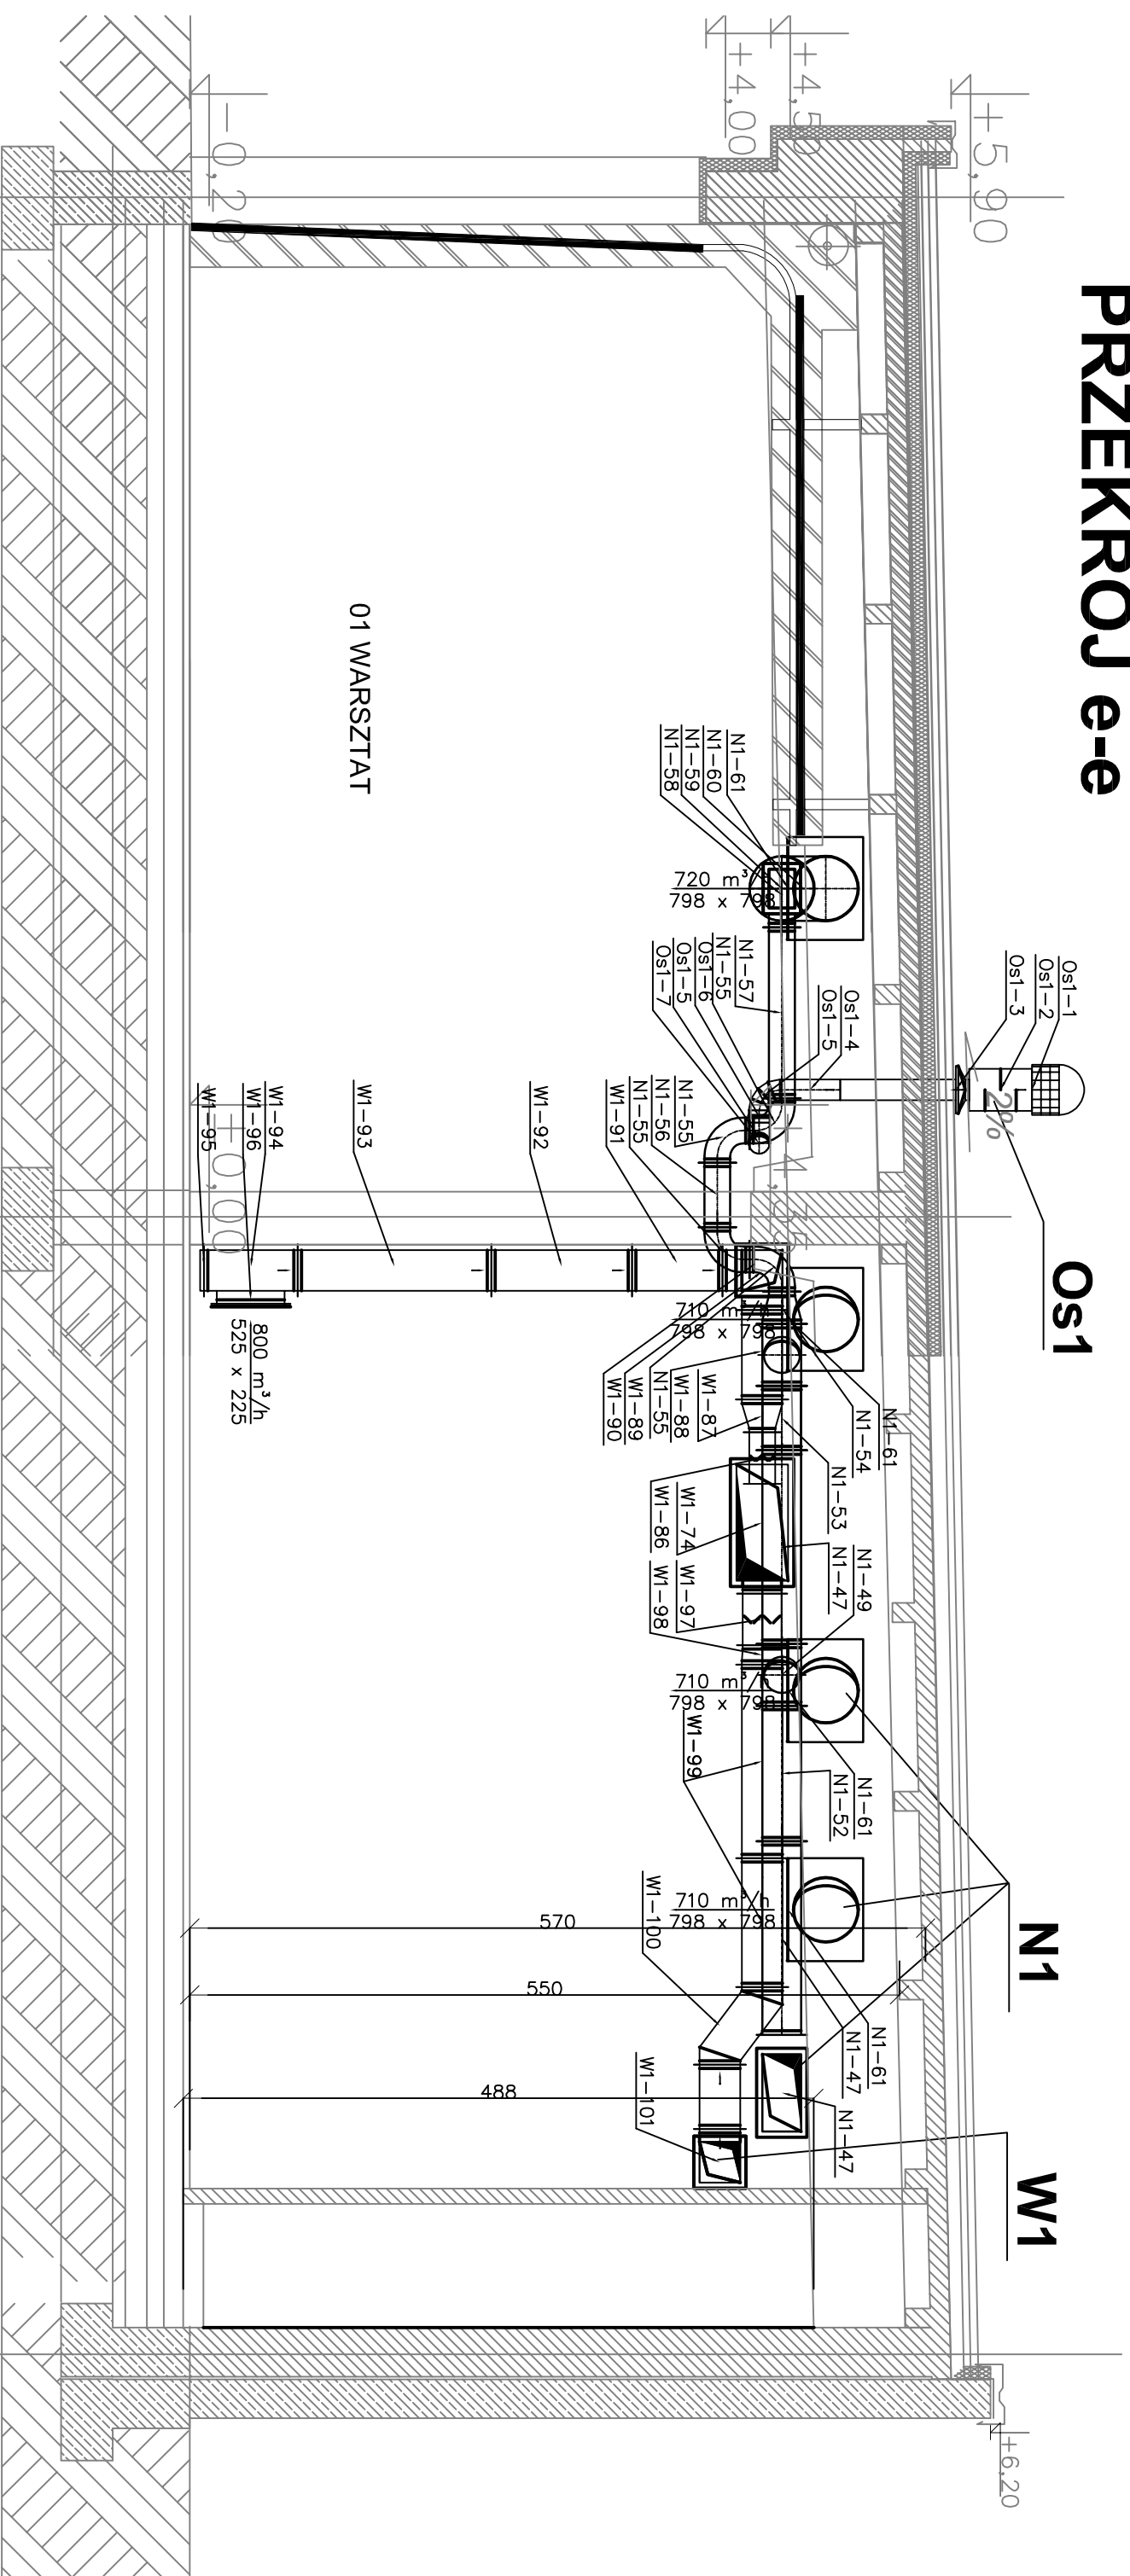 PRZEKROJ e-e
+5,90
+4,50
+4,00
-0,20
01 WARSZTAT
Os1-1
Os1-2
Os1-3
2%
Os1
N1
W1
+6,20
N1-61
N1-60
N1-59
N1-58
720 m³/h
798 x 798
Os1-4
Os1-5
N1-57
N1-55
Os1-6
Os1-5
Os1-7
+4,35
N1-55
N1-56
N1-55
W1-91
W1-92
W1-93
W1-94
W1-96
W1-95
+0,00
800 m³/h
525 x 225
710 m³/h
798 x 798
N1-61
N1-54
N1-53
W1-87
W1-88
N1-55
W1-89
W1-90
N1-49
N1-47
W1-74
W1-86
W1-97
W1-98
710 m³/h
798 x 798
N1-61
N1-52
W1-99
710 m³/h
798 x 798
W1-100
N1-61
N1-47
N1-47
W1-101
570
550
488